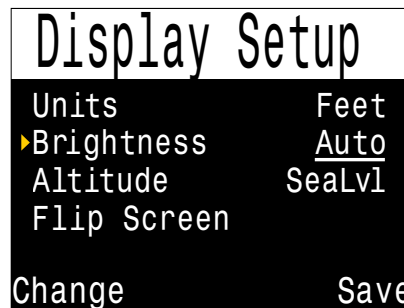 Display Setup
Units Feet
Brightness Auto
Altitude SeaLvl
Flip Screen
Change Save